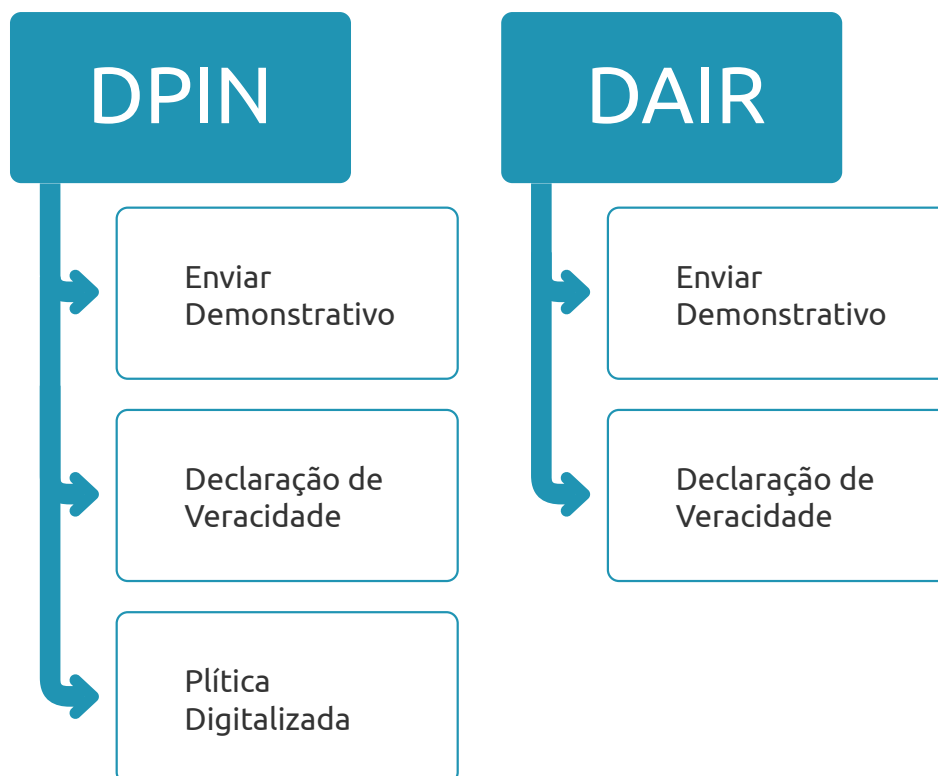 DPIN
Enviar
Demonstrativo
Declaração de
Veracidade
Plítica
Digitalizada
DAIR
Enviar
Demonstrativo
Declaração de
Veracidade